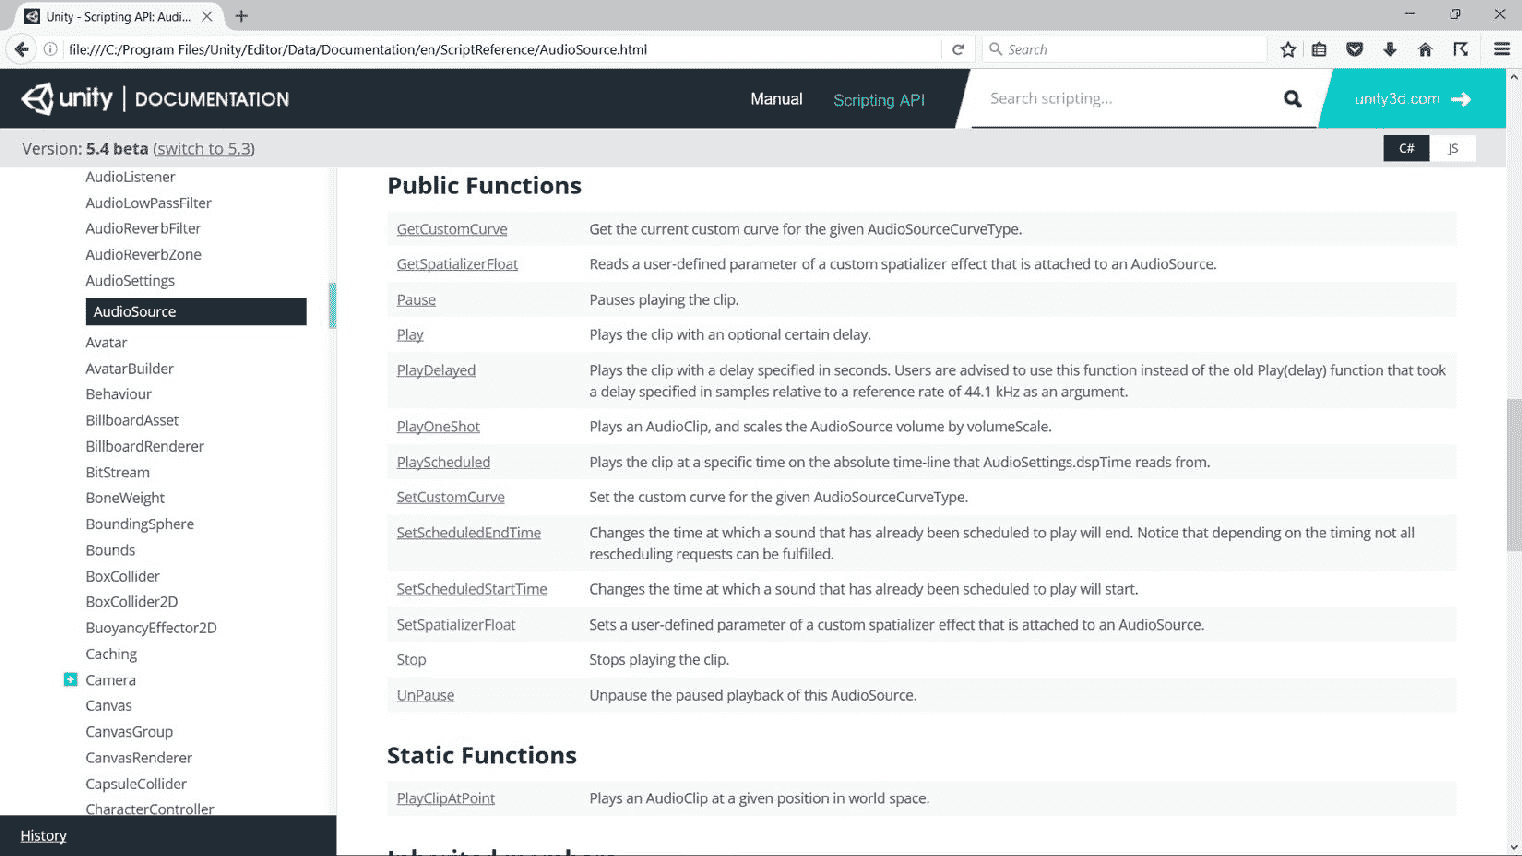 Unity - Scripting API: Audi...
file:///C:/Program Files/Unity/Editor/Data/Documentation/en/ScriptReference/AudioSource.html
Search
unity | DOCUMENTATION
Manual
Scripting API
Search scripting...
unity3d.com
Version: 5.4 beta (switch to 5.3)
C#
JS
AudioListener
AudioLowPassFilter
AudioReverbFilter
AudioReverbZone
AudioSettings
AudioSource
Avatar
AvatarBuilder
Behaviour
BillboardAsset
BillboardRenderer
BitStream
BoneWeight
BoundingSphere
Bounds
BoxCollider
BoxCollider2D
BuoyancyEffector2D
Caching
Camera
Canvas
CanvasGroup
CanvasRenderer
CapsuleCollider
CharacterController
History
Public Functions
GetCustomCurve Get the current custom curve for the given AudioSourceCurveType.
GetSpatializerFloat Reads a user-defined parameter of a custom spatializer effect that is attached to an AudioSource.
Pause Pauses playing the clip.
Play Plays the clip with an optional certain delay.
PlayDelayed Plays the clip with a delay specified in seconds. Users are advised to use this function instead of the old Play(delay) function that took
a delay specified in samples relative to a reference rate of 44.1 kHz as an argument.
PlayOneShot Plays an AudioClip, and scales the AudioSource volume by volumeScale.
PlayScheduled Plays the clip at a specific time on the absolute time-line that AudioSettings.dspTime reads from.
SetCustomCurve Set the custom curve for the given AudioSourceCurveType.
SetScheduledEndTime Changes the time at which a sound that has already been scheduled to play will end. Notice that depending on the timing not all
rescheduling requests can be fulfilled.
SetScheduledStartTime Changes the time at which a sound that has already been scheduled to play will start.
SetSpatializerFloat Sets a user-defined parameter of a custom spatializer effect that is attached to an AudioSource.
Stop Stops playing the clip.
UnPause Unpause the paused playback of this AudioSource.
Static Functions
PlayClipAtPoint Plays an AudioClip at a given position in world space.
Inherited members